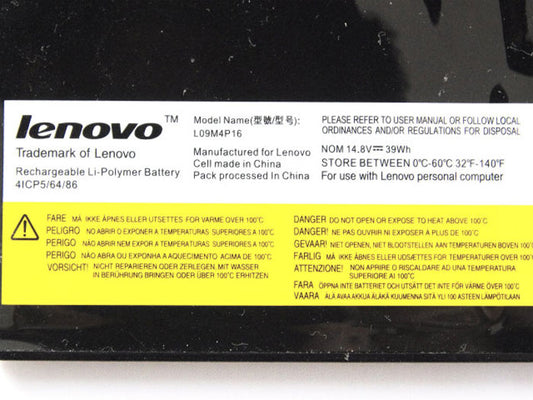 lenovo™
Trademark of Lenovo
Rechargeable Li-Polymer Battery
4ICP5/64/86
Model Name(型號/型号):
L09M4P16
Manufactured for Lenovo
Cell made in China
Pack processed in China
PLEASE REFER TO USER MANUAL OR FOLLOW LOCAL
ORDINANCES AND/OR REGULATIONS FOR DISPOSAL
NOM 14.8V⎓ 39Wh
STORE BETWEEN 0°C-60°C 32°F-140°F
For use with Lenovo personal computer
FARE MÅ IKKE ÅPNES ELLER UTSETTES FOR VARME OVER 100°C
PELIGRO NO ABRIR O EXPONER A TEMPERATURAS SUPERIORES A 100°C
PERIGO NÃO ABRIR NEM EXPOR A TEMPERATURAS SUPERIORES A 100°C
PERIGO NÃO ABRA OU EXPONHA A AQUECIMENTO ACIMA DE 100°C
VORSICHT! NICHT REPARIEREN ODER ZERLEGEN, MIT WASSER
IN BERÜHRUNG BRINGEN ODER ÜBER 100°C ERHITZEN
DANGER DO NOT OPEN OR EXPOSE TO HEAT ABOVE 100°C
DANGER NI OUVRIR NI EXPOSER À PLUS DE 100°C
GEVAAR! NIET OPENEN, NIET BLOOTSTELLEN AAN TEMPERATUREN BOVEN 100°C
FARLIG MÅ IKKE ÅBNES ELLER UDSÆTTES FOR TEMPERATURER OVER 100°C
ATTENZIONE! NON APRIRE O RISCALDARE AD UNA TEMPERATURA
SUPERIORE AI 100°C
FARA ÖPPNA INTE BATTERIET OCH UTSÄTT DET INTE FÖR VÄRME ÖVER 100°C
VAARA ÄLÄ AVAA AKKUA ÄLÄKÄ KUUMENNA SITÄ YLI 100 ASTEEN LÄMPÖTILAAN